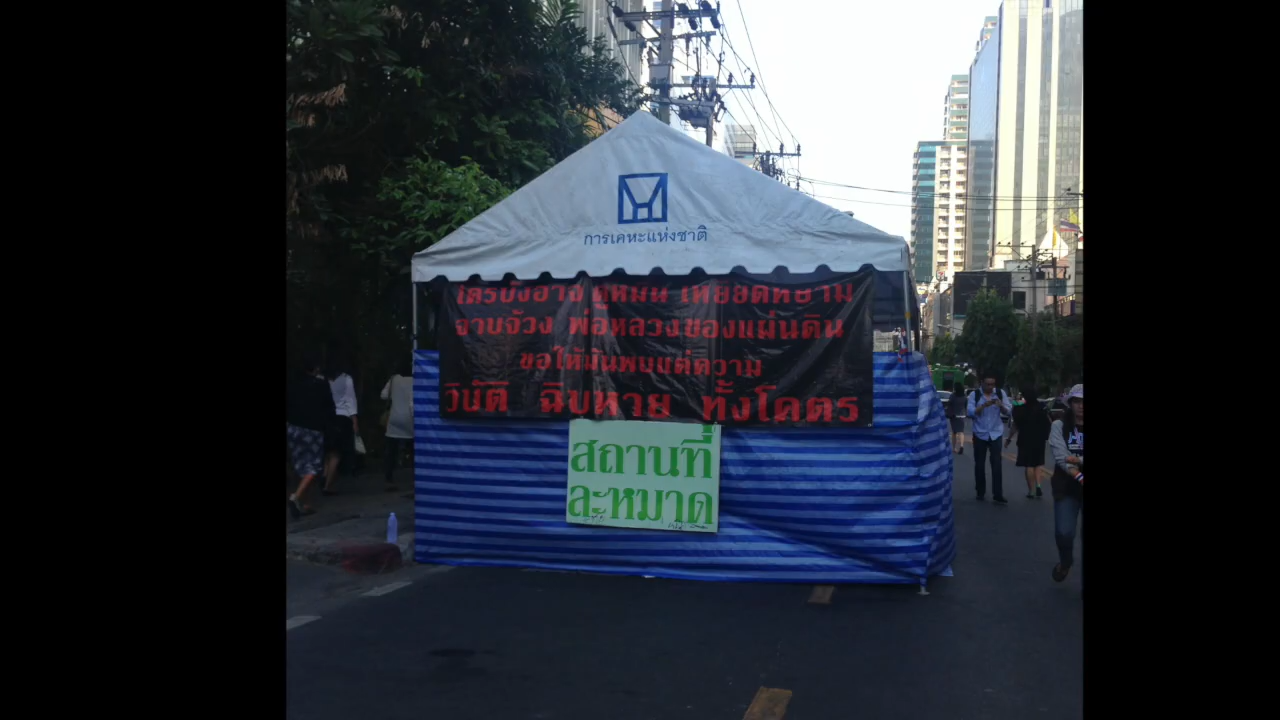 การเคหะแห่งชาติ
ใครบังอาจ ดูหมิ่น เหยียดหยาม
จาบจ้วง พ่อหลวงของแผ่นดิน
ขอให้มันพบแต่ความ
วิบัติ ฉิบหาย ทั้งโคตร
สถานที่
ละหมาด